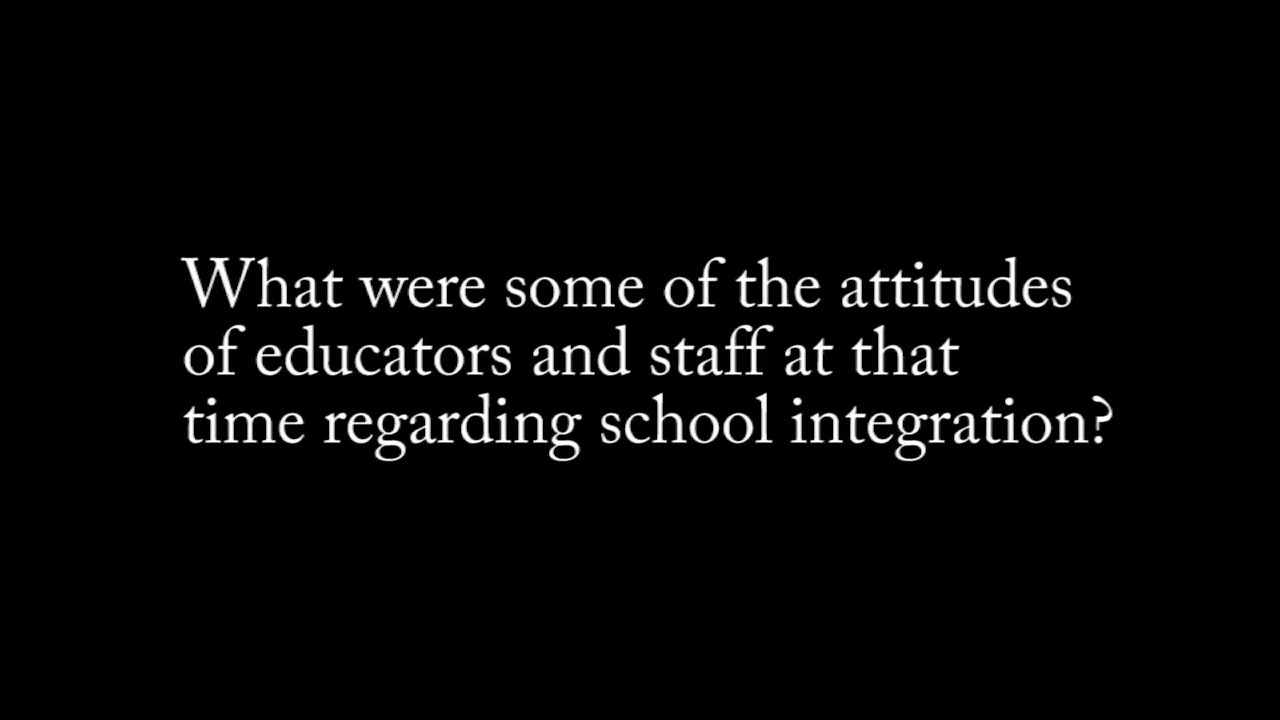 What were some of the attitudes
of educators and staff at that
time regarding school integration?